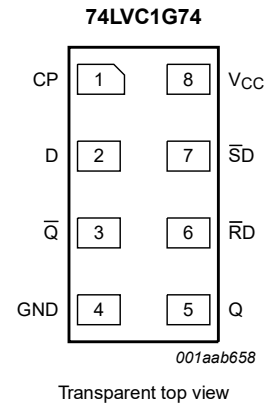 74LVC1G74
CP 1 8 VCC
D 2 7 S̅D
Q̅ 3 6 R̅D
GND 4 5 Q
001aab658
Transparent top view